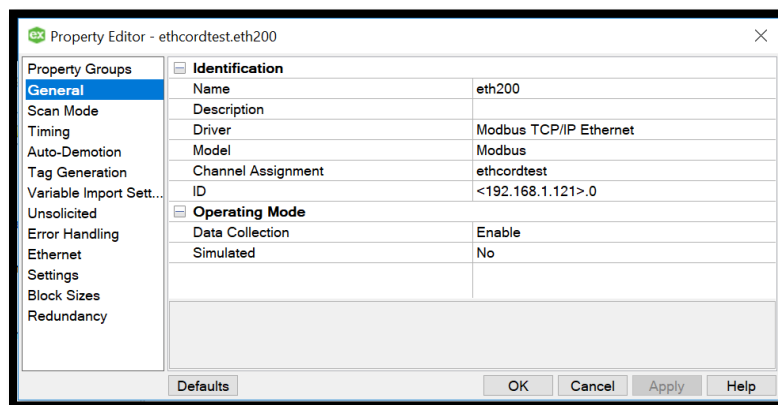 ex Property Editor - ethcordtest.eth200
Property Groups
General
Scan Mode
Timing
Auto-Demotion
Tag Generation
Variable Import Sett...
Unsolicited
Error Handling
Ethernet
Settings
Block Sizes
Redundancy
Identification
Name eth200
Description
Driver Modbus TCP/IP Ethernet
Model Modbus
Channel Assignment ethcordtest
ID <192.168.1.121>.0
Operating Mode
Data Collection Enable
Simulated No
Defaults OK Cancel Apply Help